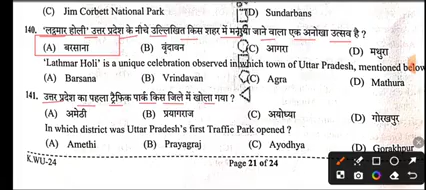 (C) Jim Corbett National Park (D) Sundarbans
140. 'लट्ठमार होली' उत्तर प्रदेश के नीचे उल्लिखित किस शहर में मनाया जाने वाला एक अनोखा उत्सव है ?
(A) बरसाना (B) वृंदावन (C) आगरा (D) मथुरा
'Lathmar Holi' is a unique celebration observed in which town of Uttar Pradesh, mentioned below
(A) Barsana (B) Vrindavan (C) Agra (D) Mathura
141. उत्तर प्रदेश का पहला ट्रैफिक पार्क किस जिले में खोला गया ?
(A) अमेठी (B) प्रयागराज (C) अयोध्या (D) गोरखपुर
In which district was Uttar Pradesh's first Traffic Park opened ?
(A) Amethi (B) Prayagraj (C) Ayodhya (D) Gorakhpur
K.WU-24 Page 21 of 24